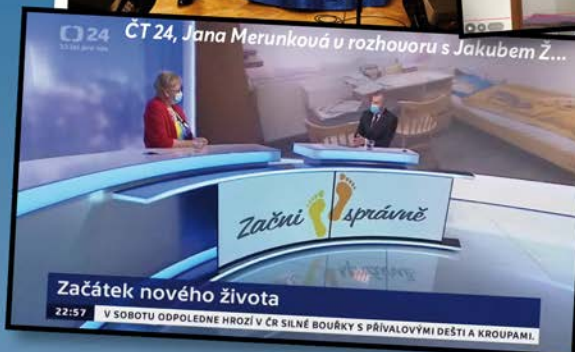 ČT 24, Jana Merunková v rozhovoru s Jakubem Ž...
24
Začni správně
Začátek nového života
22:57 V SOBOTU ODPOLEDNE HROZÍ V ČR SILNÉ BOUŘKY S PŘÍVALOVÝMI DEŠTI A KROUPAMI.